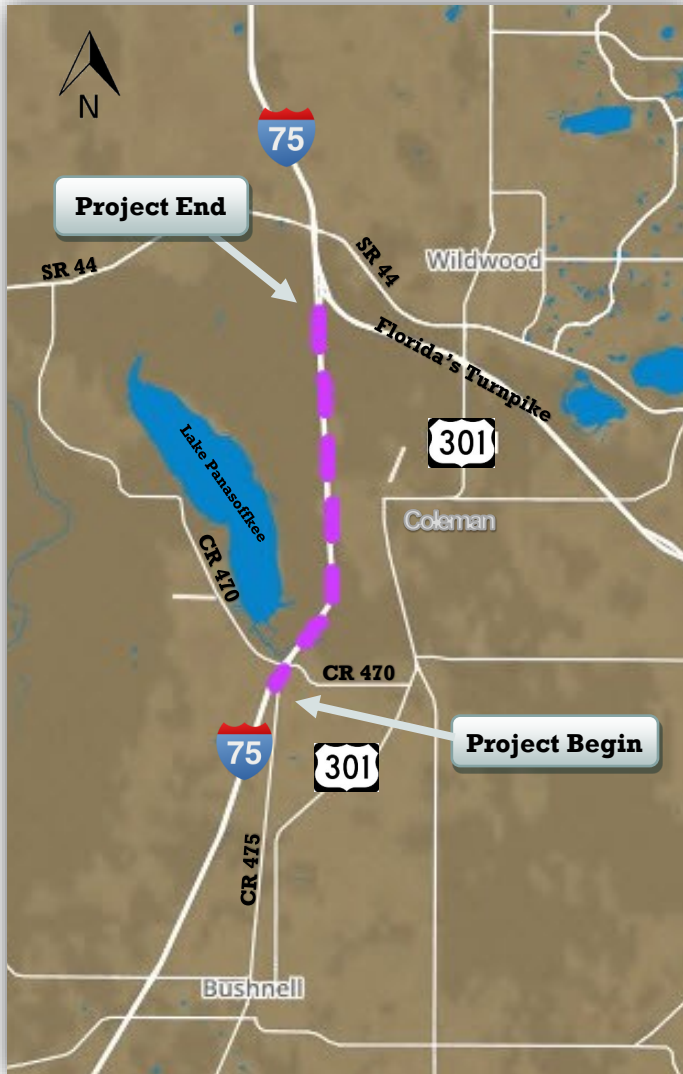 N
75
Project End
SR 44
SR 44
Wildwood
Florida's Turnpike
301
Lake Panasoffkee
Coleman
CR 470
CR 470
Project Begin
75
301
CR 475
Bushnell